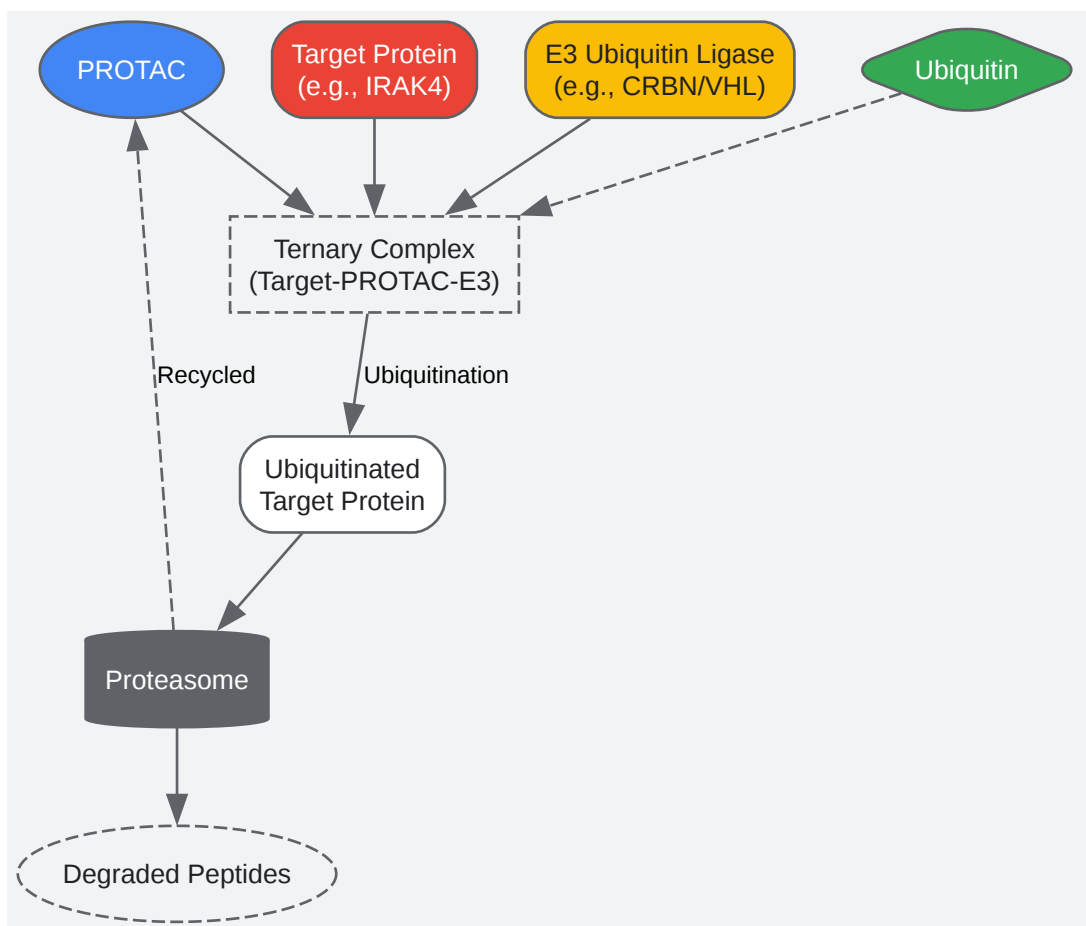 PROTAC
Target Protein
(e.g., IRAK4)
E3 Ubiquitin Ligase
(e.g., CRBN/VHL)
Ubiquitin
Ternary Complex
(Target-PROTAC-E3)
Recycled
Ubiquitination
Ubiquitinated
Target Protein
Proteasome
Degraded Peptides